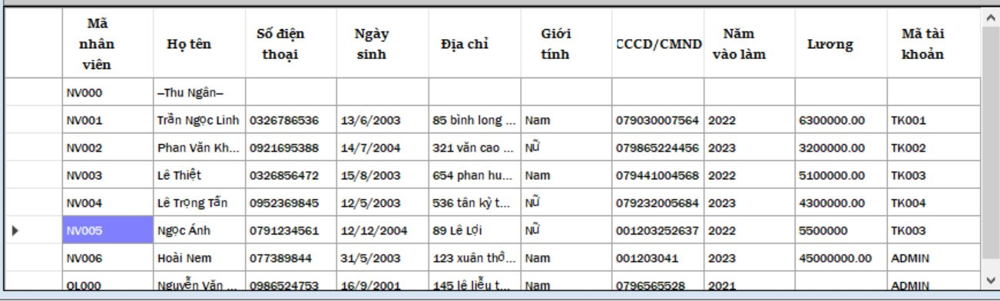 Mã nhân viên Họ tên Số điện thoại Ngày sinh Địa chỉ Giới tính CCCD/CMND Năm vào làm Lương Mã tài khoản
NV000 –Thu Ngân–
NV001 Trần Ngọc Linh 0326786536 13/6/2003 85 bình long ... Nam 079030007564 2022 6300000.00 TK001
NV002 Phan Văn Kh... 0921695388 14/7/2004 321 văn cao ... Nữ 079865224456 2023 3200000.00 TK002
NV003 Lê Thiệt 0326856472 15/8/2003 654 phan hu... Nam 079441004568 2022 5100000.00 TK003
NV004 Lê Trọng Tấn 0952369845 12/5/2003 536 tân kỳ t... Nữ 079232005684 2023 4300000.00 TK004
NV005 Ngọc Ánh 0791234561 12/12/2004 89 Lê Lợi Nữ 001203252637 2022 5500000 TK003
NV006 Hoài Nem 077389844 31/5/2003 123 xuân thớ... Nam 001203041 2023 45000000.00 ADMIN
QL000 Nguyễn Văn ... 0986524753 16/9/2001 145 lê liễu t... Nam 0796565528 2021 ADMIN